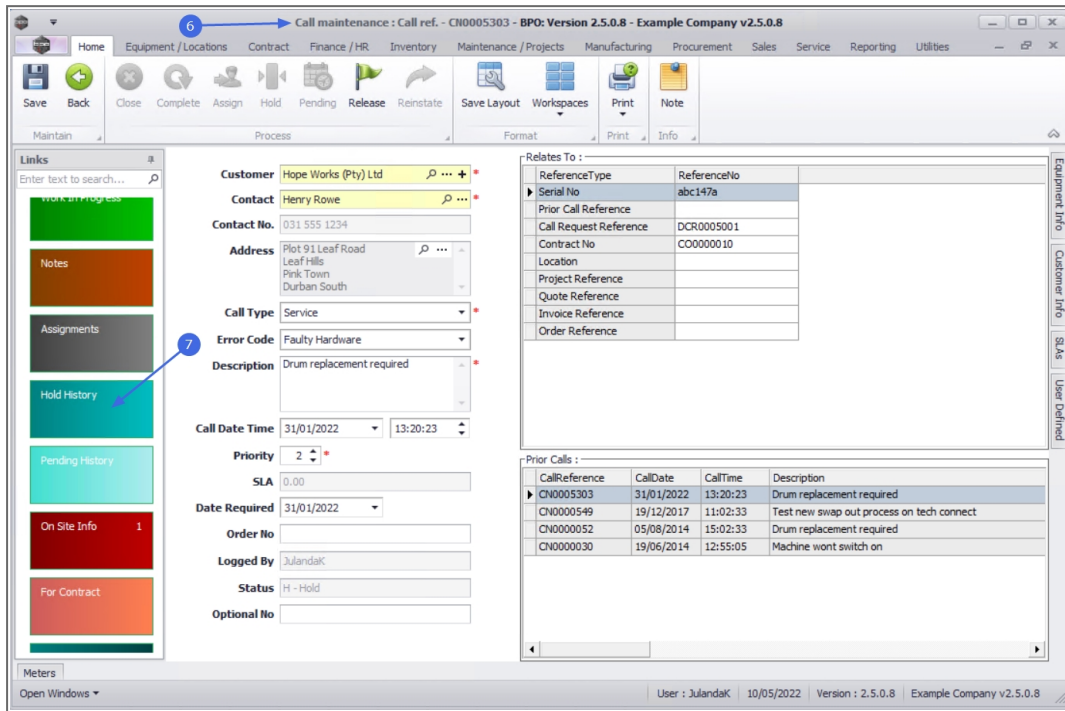 6
Call maintenance : Call ref. - CN0005303 - BPO: Version 2.5.0.8 - Example Company v2.5.0.8
Home Equipment / Locations Contract Finance / HR Inventory Maintenance / Projects Manufacturing Procurement Sales Service Reporting Utilities
Save Back Close Complete Assign Hold Pending Release Reinstate Save Layout Workspaces Print Note
Maintain Process Format Print Info
Links
Enter text to search...
Work In Progress
Notes
Assignments
7
Hold History
Pending History
On Site Info 1
For Contract
Customer Hope Works (Pty) Ltd *
Contact Henry Rowe *
Contact No. 031 555 1234
Address Plot 91 Leaf Road
Leaf Hills
Pink Town
Durban South
Call Type Service *
Error Code Faulty Hardware
Description Drum replacement required *
Call Date Time 31/01/2022 13:20:23
Priority 2 *
SLA 0.00
Date Required 31/01/2022
Order No
Logged By JulandaK
Status H - Hold
Optional No
Relates To :
ReferenceType ReferenceNo
Serial No abc147a
Prior Call Reference
Call Request Reference DCR0005001
Contract No CO0000010
Location
Project Reference
Quote Reference
Invoice Reference
Order Reference
Prior Calls :
CallReference CallDate CallTime Description
CN0005303 31/01/2022 13:20:23 Drum replacement required
CN0000549 19/12/2017 11:02:33 Test new swap out process on tech connect
CN0000052 05/08/2014 15:02:33 Drum replacement required
CN0000030 19/06/2014 12:55:05 Machine wont switch on
Equipment Info
Customer Info
SLAs
User Defined
Meters
Open Windows User : JulandaK 10/05/2022 Version : 2.5.0.8 Example Company v2.5.0.8